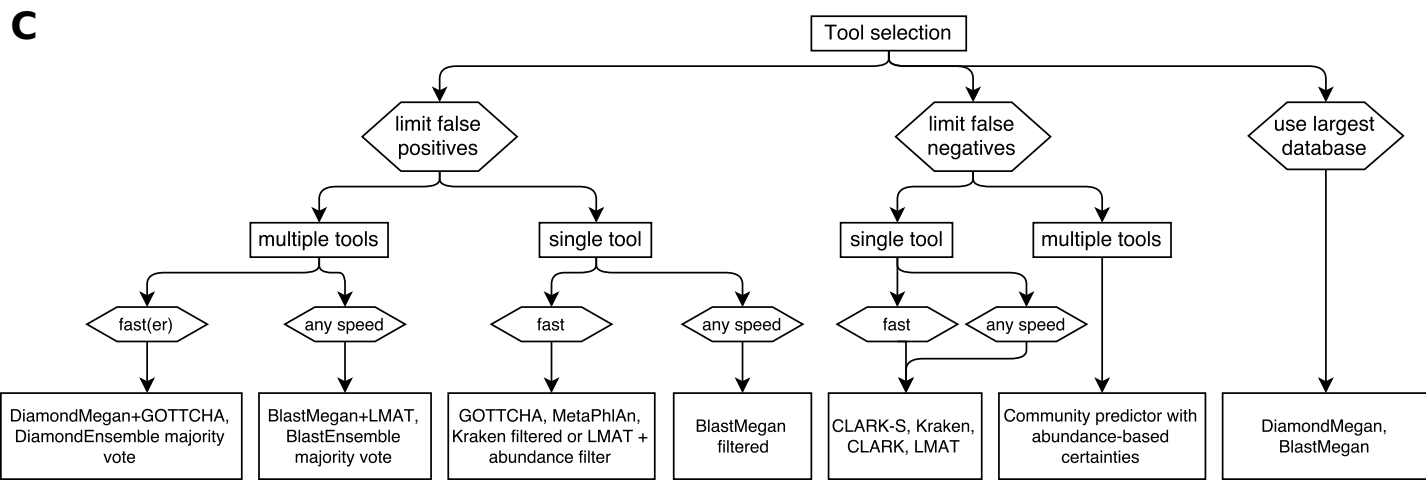 C
Tool selection
limit false
positives
limit false
negatives
use largest
database
multiple tools
single tool
single tool
multiple tools
fast(er)
any speed
fast
any speed
fast
any speed
DiamondMegan+GOTTCHA,
DiamondEnsemble majority
vote
BlastMegan+LMAT,
BlastEnsemble
majority vote
GOTTCHA, MetaPhlAn,
Kraken filtered or LMAT +
abundance filter
BlastMegan
filtered
CLARK-S, Kraken,
CLARK, LMAT
Community predictor with
abundance-based
certainties
DiamondMegan,
BlastMegan